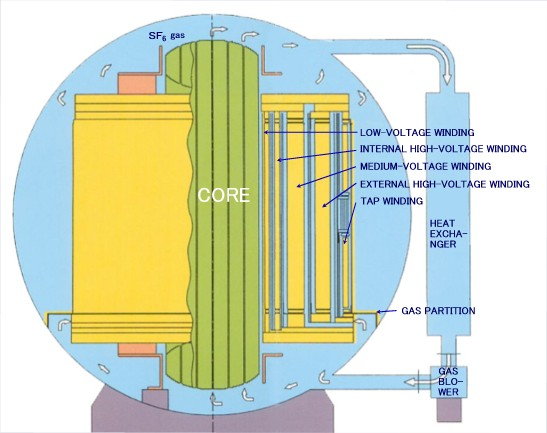 SF6 gas
LOW-VOLTAGE WINDING
INTERNAL HIGH-VOLTAGE WINDING
MEDIUM-VOLTAGE WINDING
EXTERNAL HIGH-VOLTAGE WINDING
CORE
TAP WINDING
HEAT
EXCHA-
NGER
GAS PARTITION
GAS
BLO-
WER